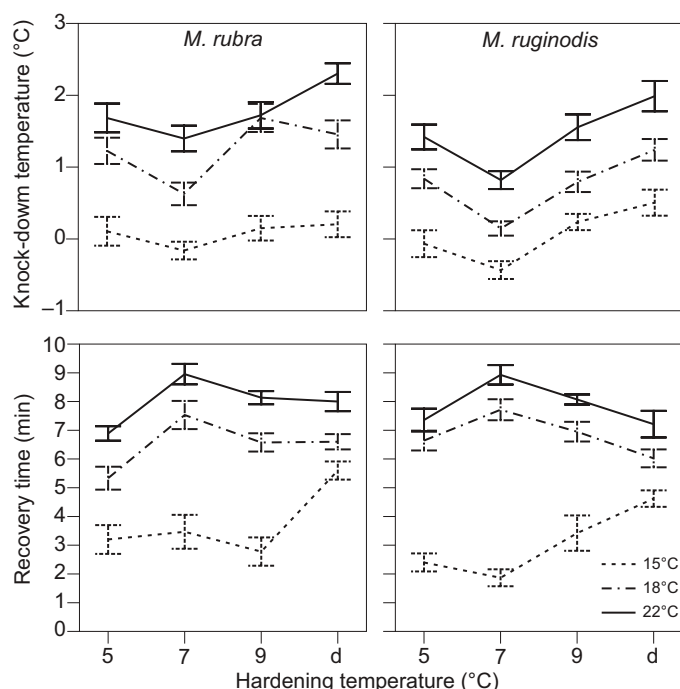 M. rubra
M. ruginodis
Knock-dowm temperature (°C)
3
2
1
0
–1
Recovery time (min)
10
9
8
7
6
5
4
3
2
1
0
15°C
18°C
22°C
5 7 9 d
5 7 9 d
Hardening temperature (°C)